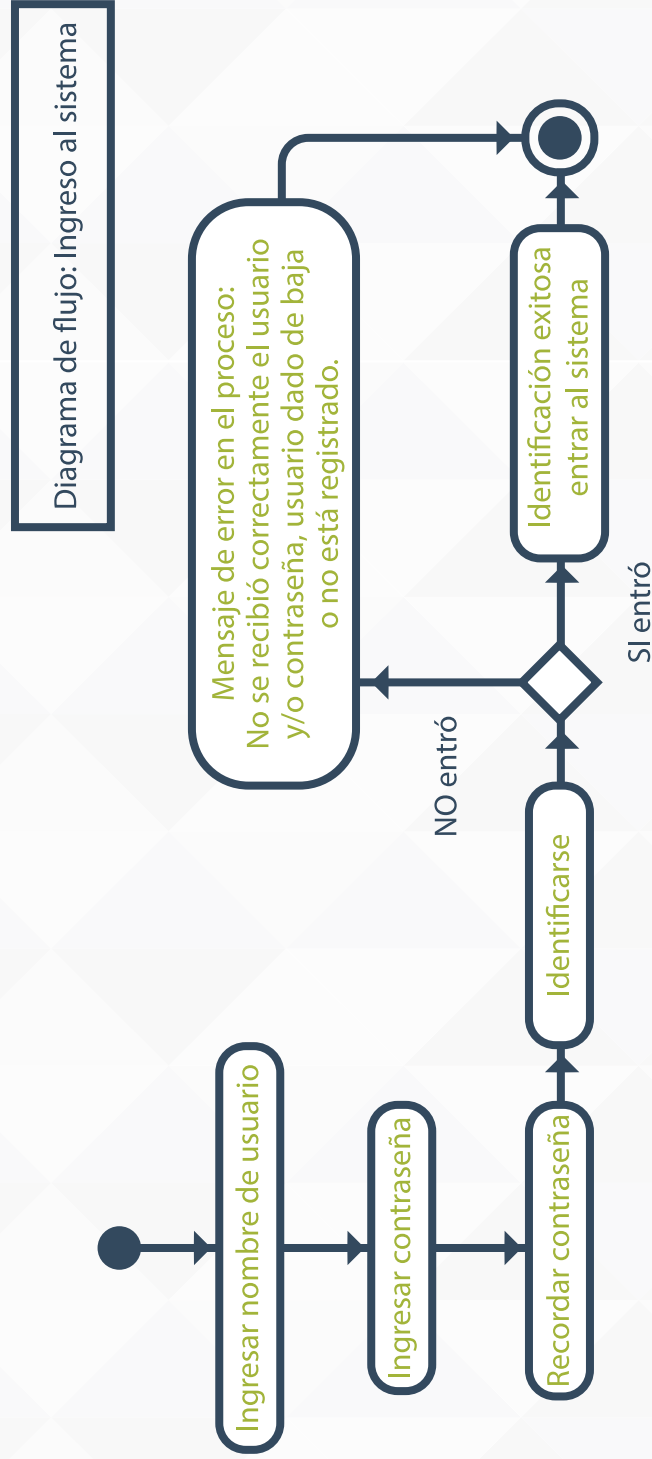 Diagrama de flujo: Ingreso al sistema
Ingresar nombre de usuario
Ingresar contraseña
Recordar contraseña
Identificarse
NO entró
Mensaje de error en el proceso:
No se recibió correctamente el usuario
y/o contraseña, usuario dado de baja
o no está registrado.
SI entró
Identificación exitosa
entrar al sistema